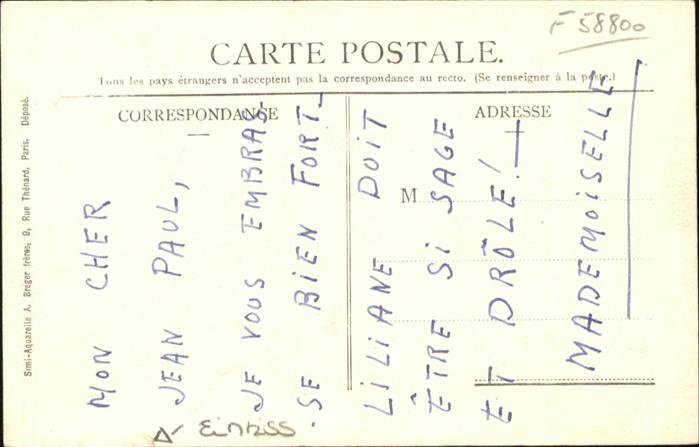 F 58800
CARTE POSTALE.
Tous les pays étrangers n'acceptent pas la correspondance au recto. (Se renseigner à la poste.)
CORRESPONDANCE
ADRESSE
M
Simi-Aquarelle A. Breger frères, 9, Rue Thénard, Paris. Déposé.
MON CHER
JEAN PAUL,
JE VOUS EMBRAS-
SE BIEN FORT_
LILIANE DOIT
ÊTRE SI SAGE
ET DRÔLE!
MADEMOISELLE